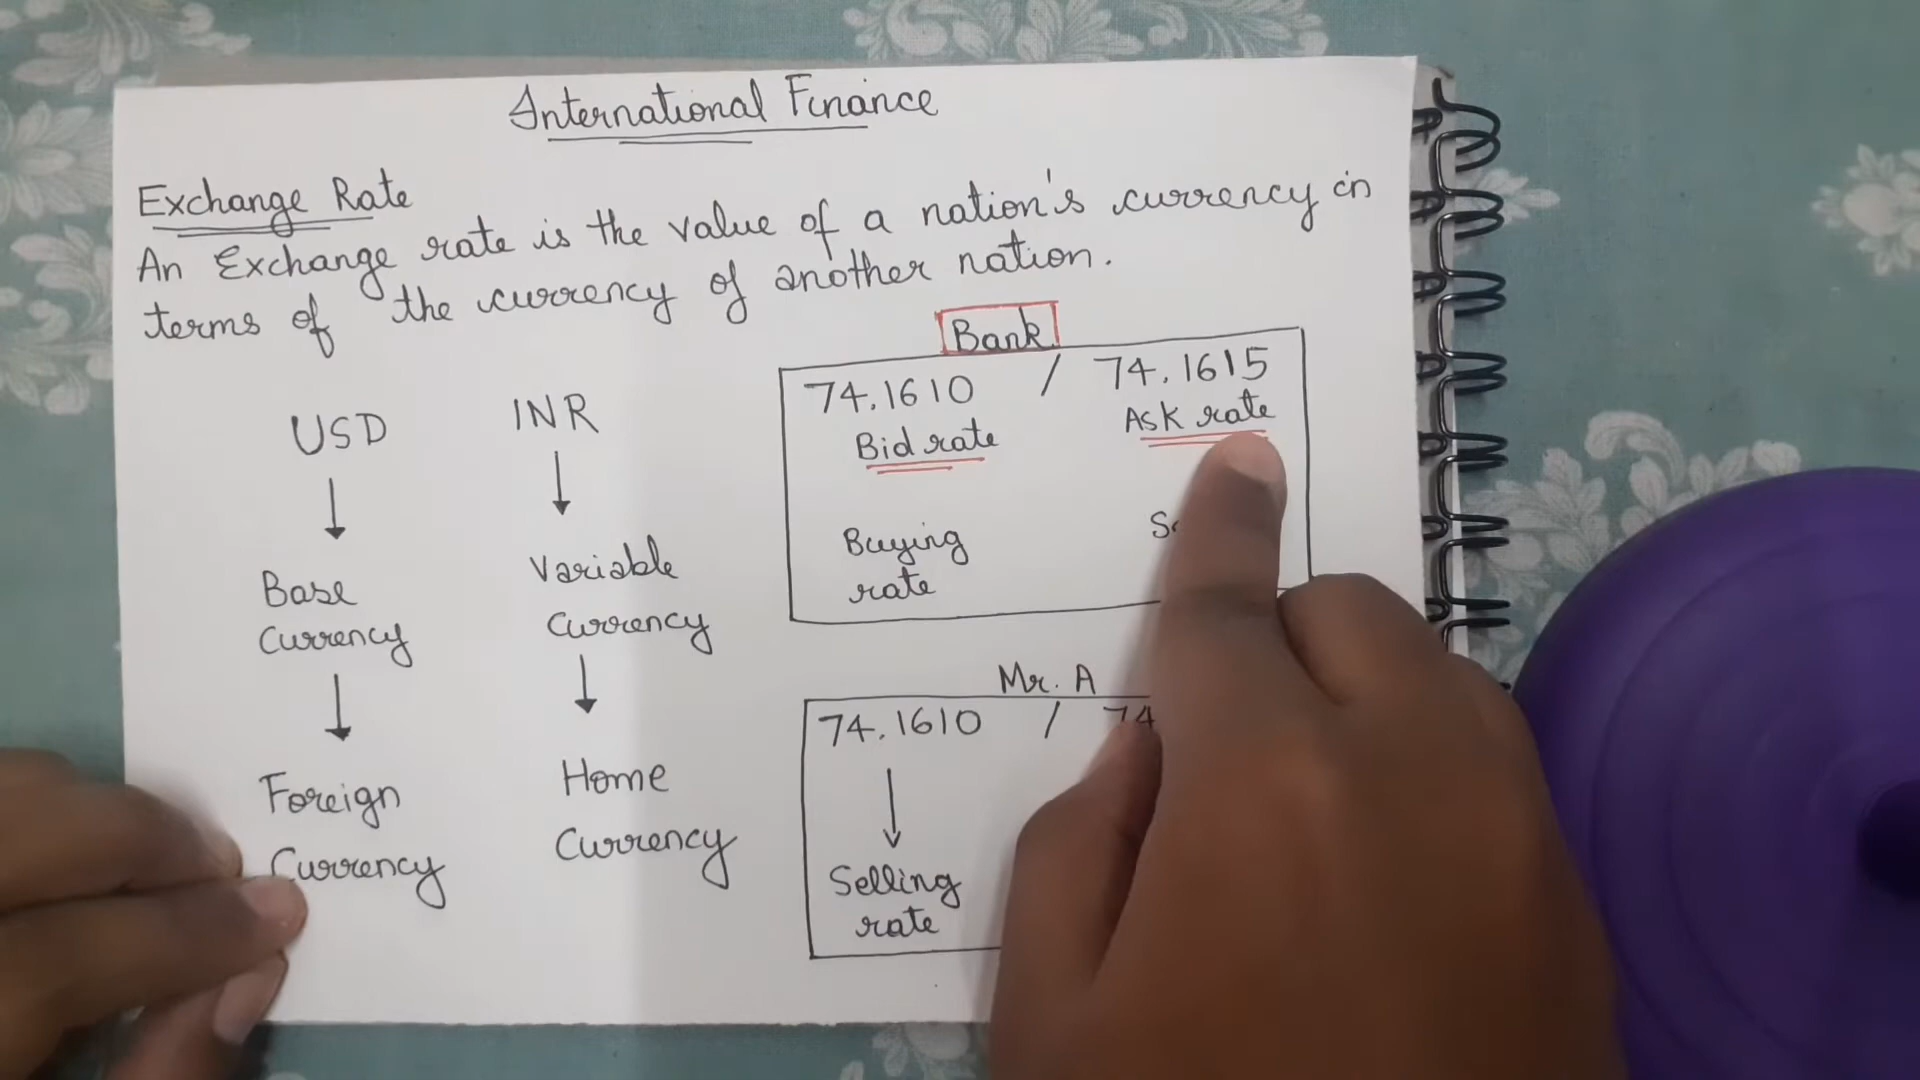 International Finance
Exchange Rate
An Exchange rate is the value of a nation's currency in
terms of the currency of another nation.
USD INR
Base Currency
Variable Currency
Foreign Currency
Home Currency
Bank
74.1610 / 74.1615
Bid rate Ask rate
Buying
rate
Mr. A
74.1610 / 74
Selling
rate